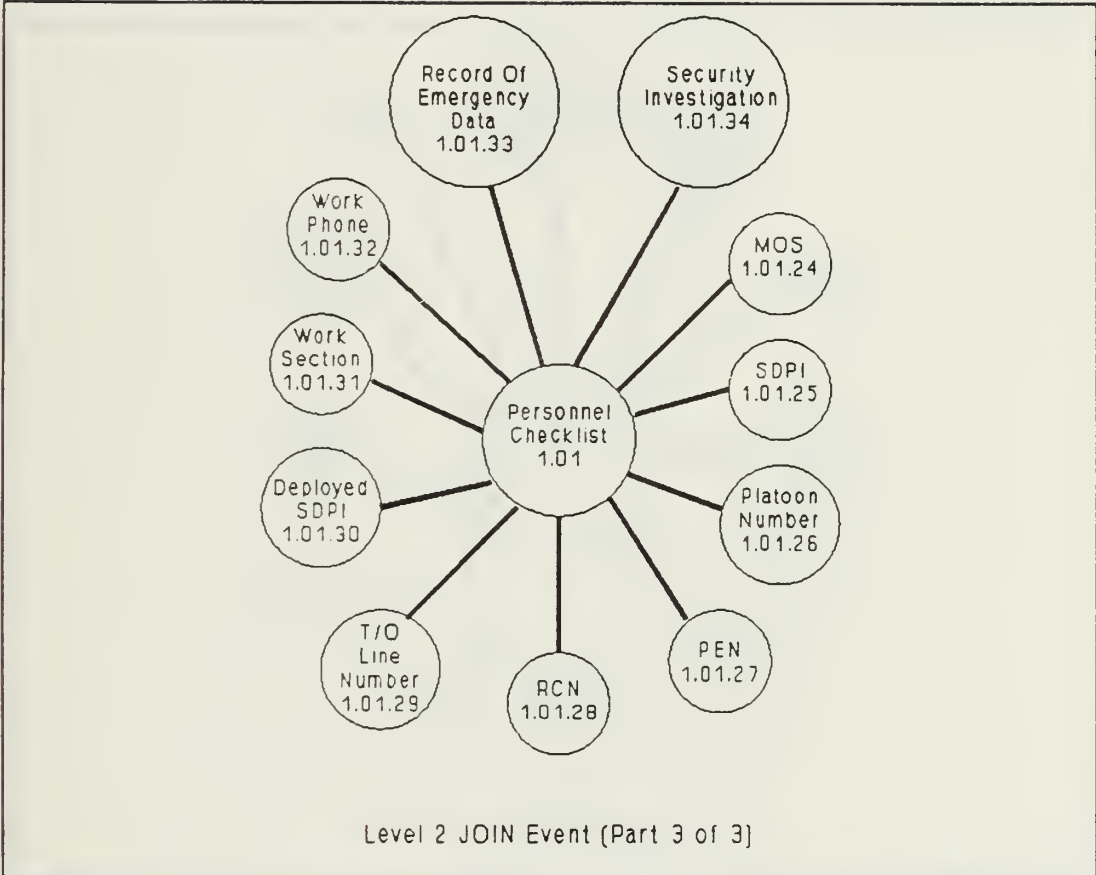 Record Of
Emergency
Data
1.01.33
Security
Investigation
1.01.34
Work
Phone
1.01.32
MOS
1.01.24
Work
Section
1.01.31
SDPI
1.01.25
Personnel
Checklist
1.01
Deployed
SDPI
1.01.30
Platoon
Number
1.01.26
T/O
Line
Number
1.01.29
RCN
1.01.28
PEN
1.01.27
Level 2 JOIN Event (Part 3 of 3)